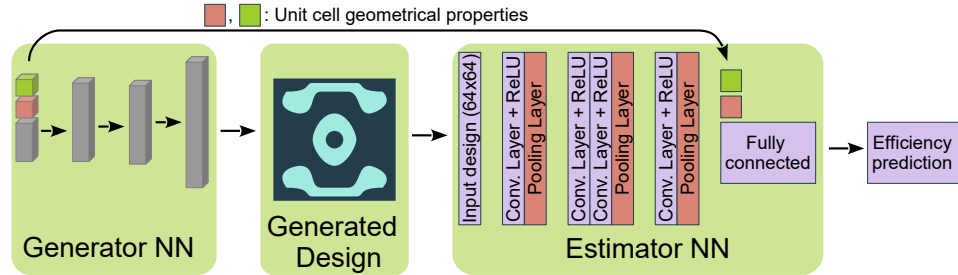 , : Unit cell geometrical properties
Generator NN
Generated
Design
Input design (64x64)
Conv. Layer + ReLU
Pooling Layer
Conv. Layer + ReLU
Conv. Layer + ReLU
Pooling Layer
Conv. Layer + ReLU
Pooling Layer
Fully
connected
Estimator NN
Efficiency
prediction